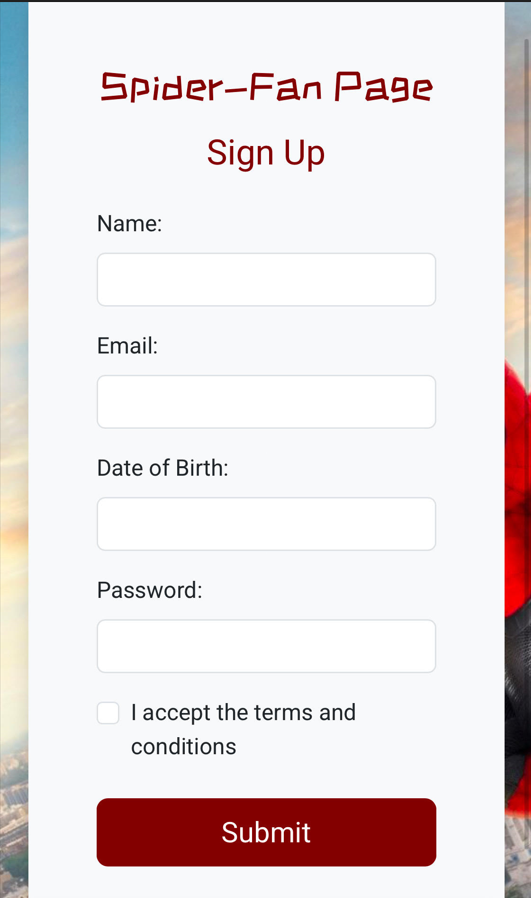 Spider-Fan Page
Sign Up
Name:
Email:
Date of Birth:
Password:
I accept the terms and
conditions
Submit